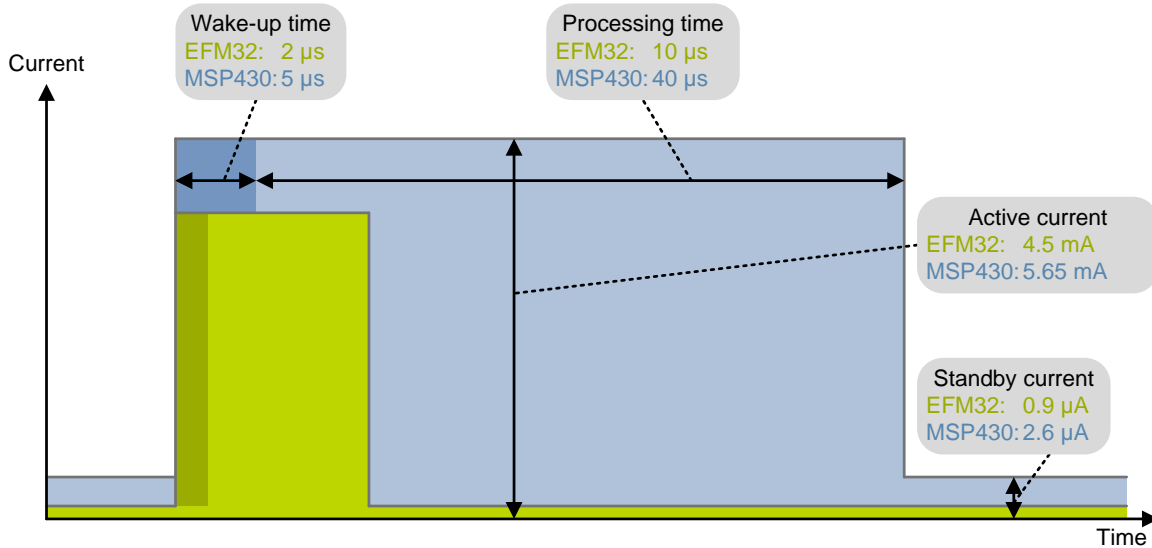 Wake-up time
EFM32: 2 µs
MSP430: 5 µs
Processing time
EFM32: 10 µs
MSP430: 40 µs
Current
Active current
EFM32: 4.5 mA
MSP430: 5.65 mA
Standby current
EFM32: 0.9 µA
MSP430: 2.6 µA
Time